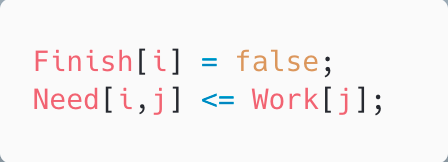 Finish[i] = false;
Need[i,j] <= Work[j];